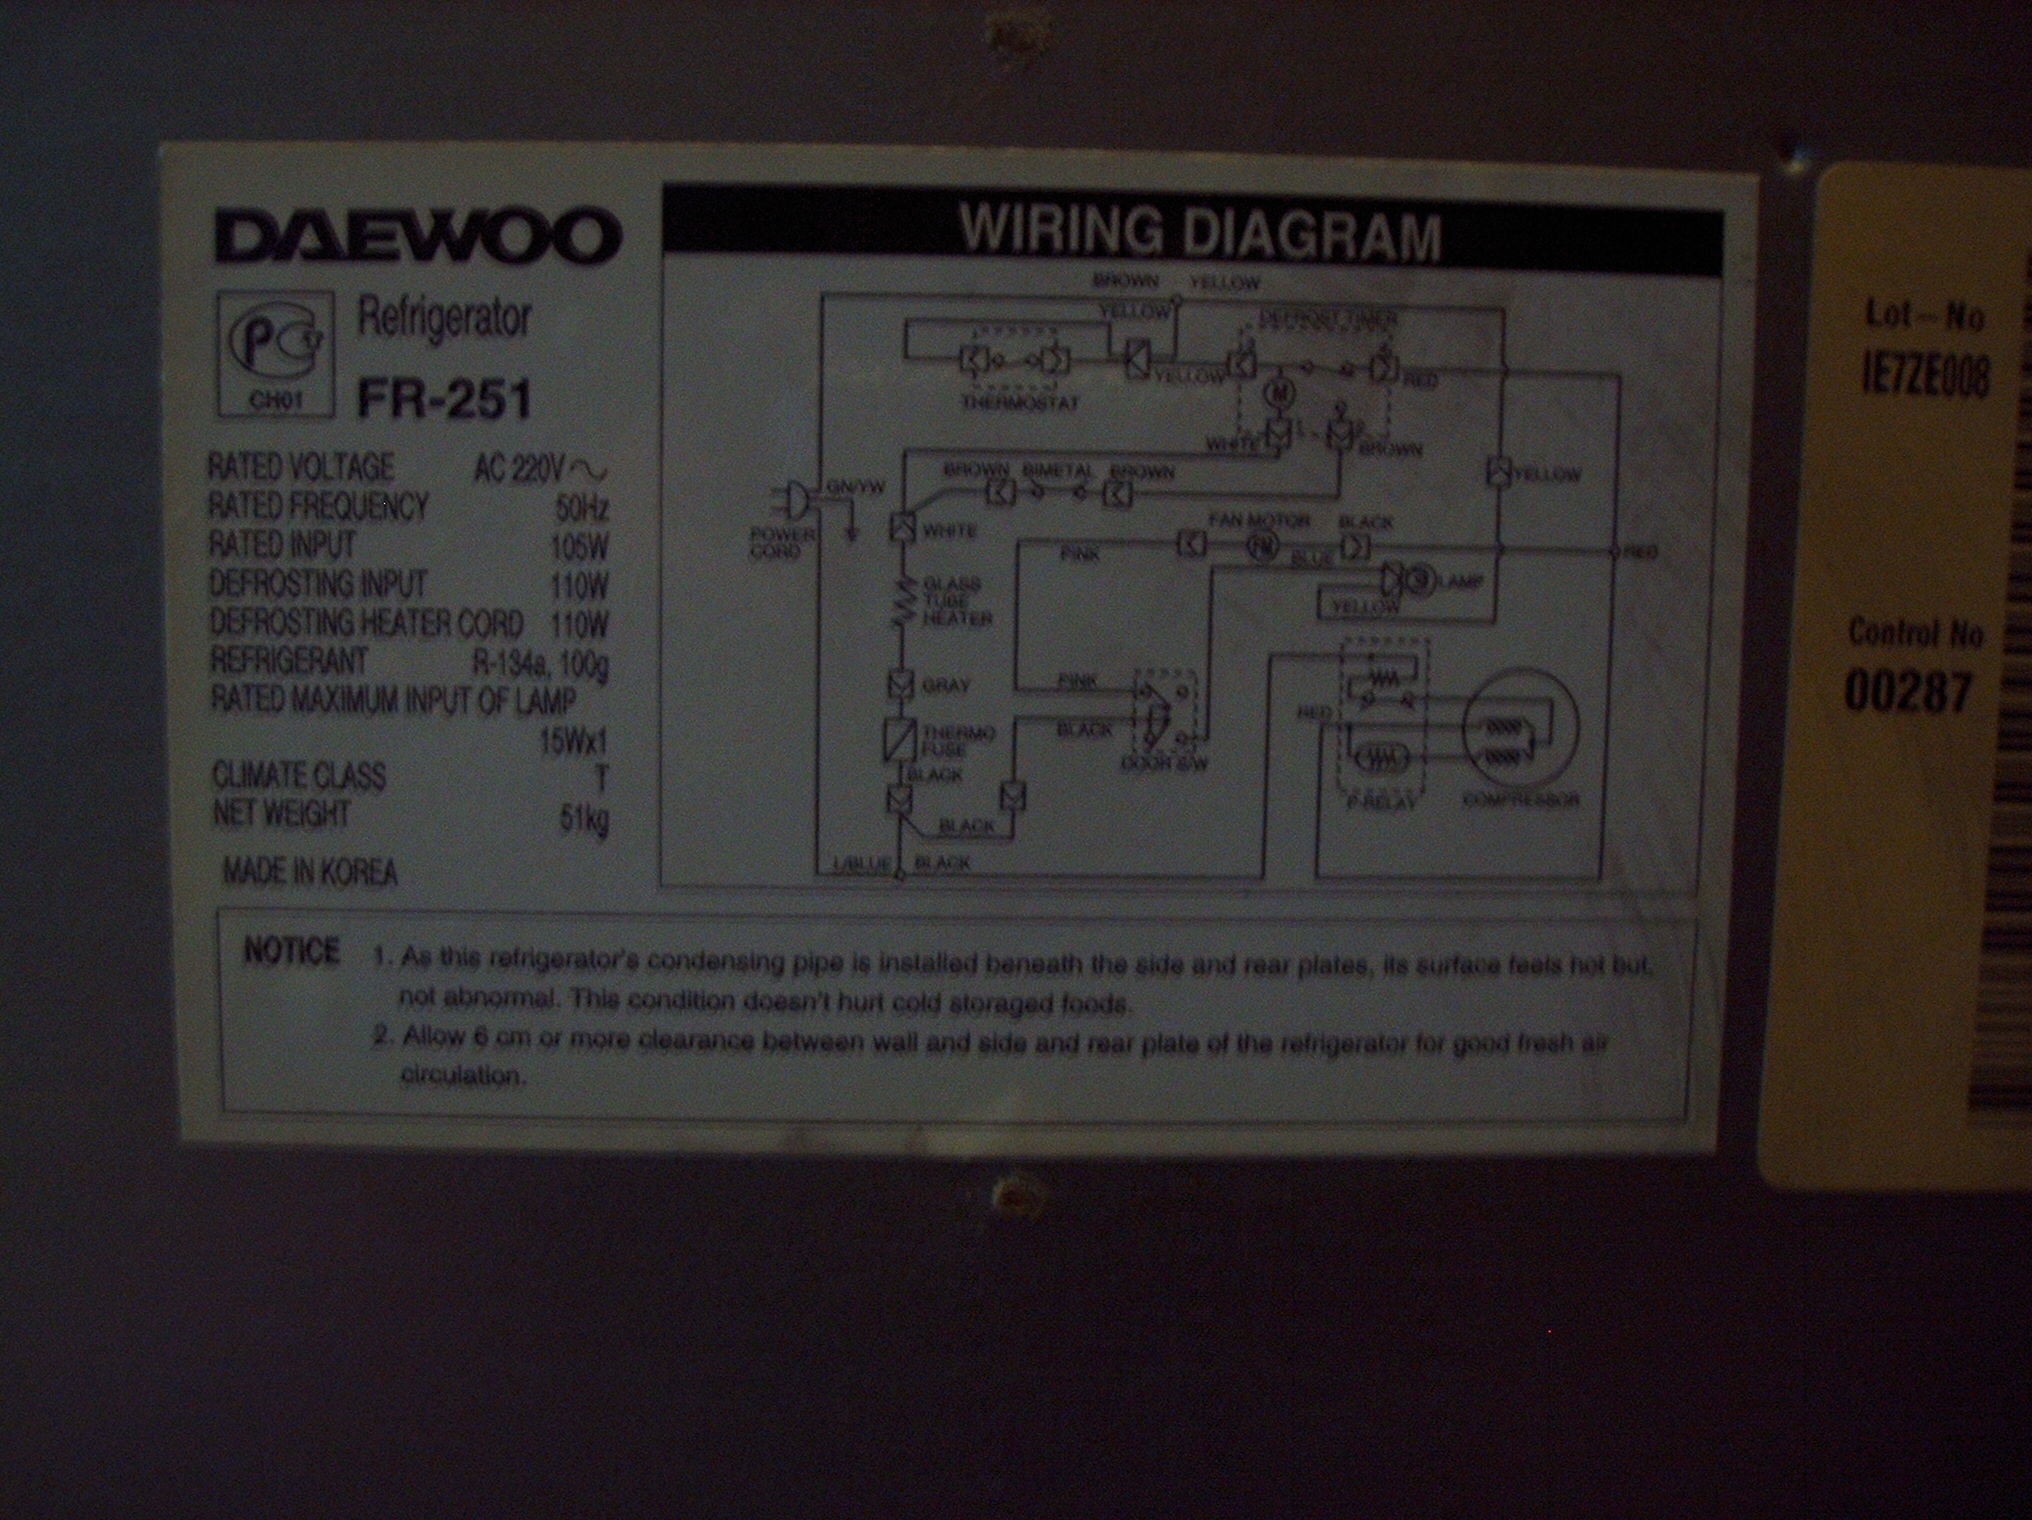 DAEWOO
Refrigerator
FR-251
CH01
RATED VOLTAGE AC 220V
RATED FREQUENCY 50Hz
RATED INPUT 105W
DEFROSTING INPUT 110W
DEFROSTING HEATER CORD 110W
REFRIGERANT R-134a, 100g
RATED MAXIMUM INPUT OF LAMP
15Wx1
CLIMATE CLASS T
NET WEIGHT 51kg
MADE IN KOREA
WIRING DIAGRAM
BROWN YELLOW
YELLOW
DEFROST TIMER
YELLOW
RED
THERMOSTAT
M
WHITE
BROWN
BROWN BIMETAL BROWN
YELLOW
GN/YW
POWER
CORD
WHITE
FAN MOTOR
BLACK
PINK
FM
BLUE
RED
GLASS
TUBE
HEATER
LAMP
YELLOW
GRAY
PINK
BLACK
RED
THERMO
FUSE
BLACK
DOOR S/W
P-RELAY
COMPRESSOR
BLACK
L/BLUE
BLACK
NOTICE 1. As this refrigerator's condensing pipe is installed beneath the side and rear plates, its surface feels hot but,
not abnormal. This condition doesn't hurt cold storaged foods.
2. Allow 6 cm or more clearance between wall and side and rear plate of the refrigerator for good fresh air
circulation.
Lot-No
IE7ZE008
Control No
00287